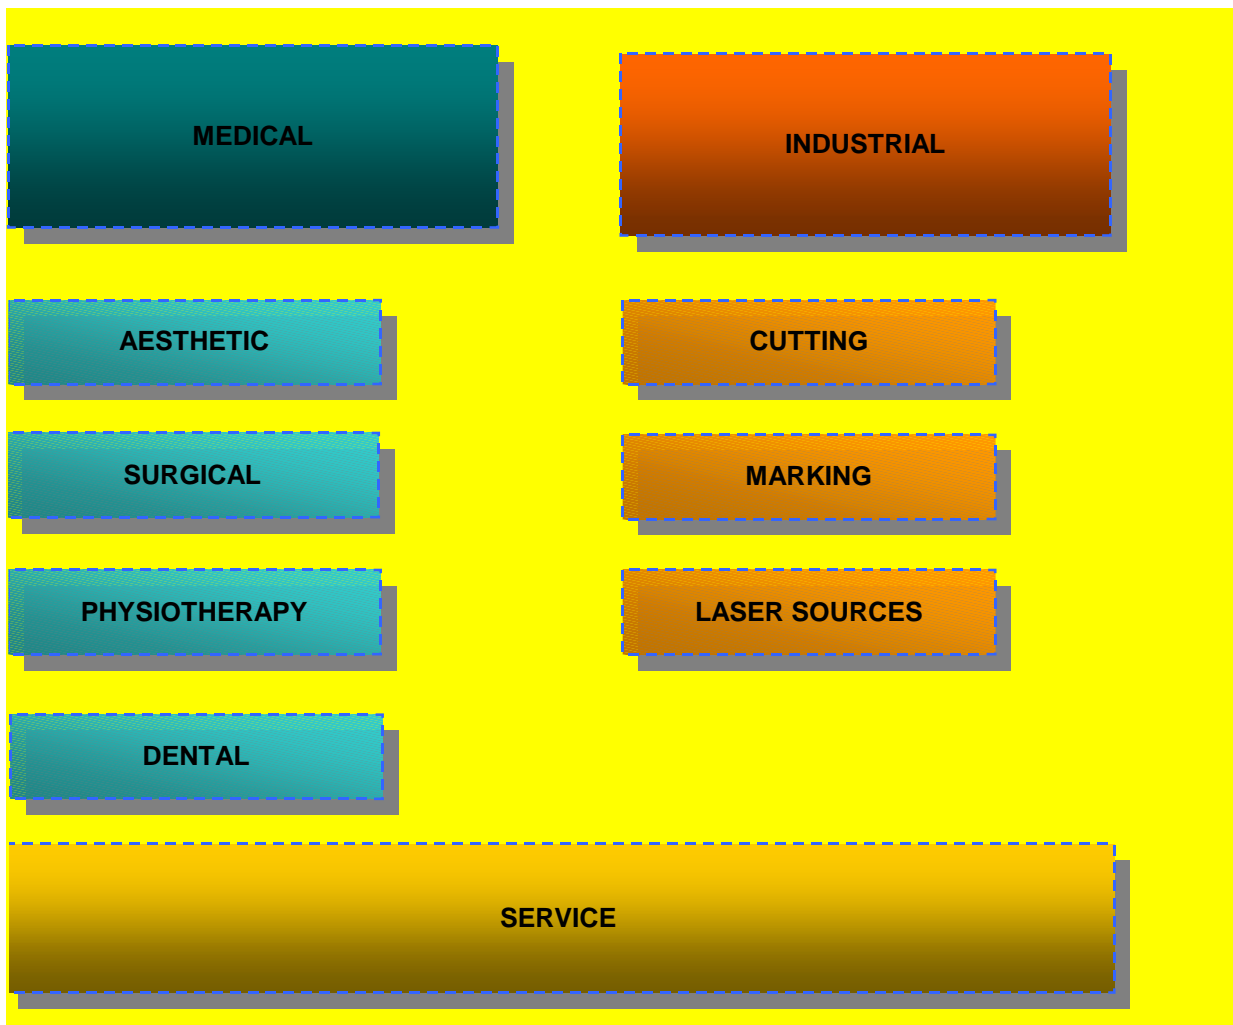 MEDICAL
INDUSTRIAL
AESTHETIC
CUTTING
SURGICAL
MARKING
PHYSIOTHERAPY
LASER SOURCES
DENTAL
SERVICE